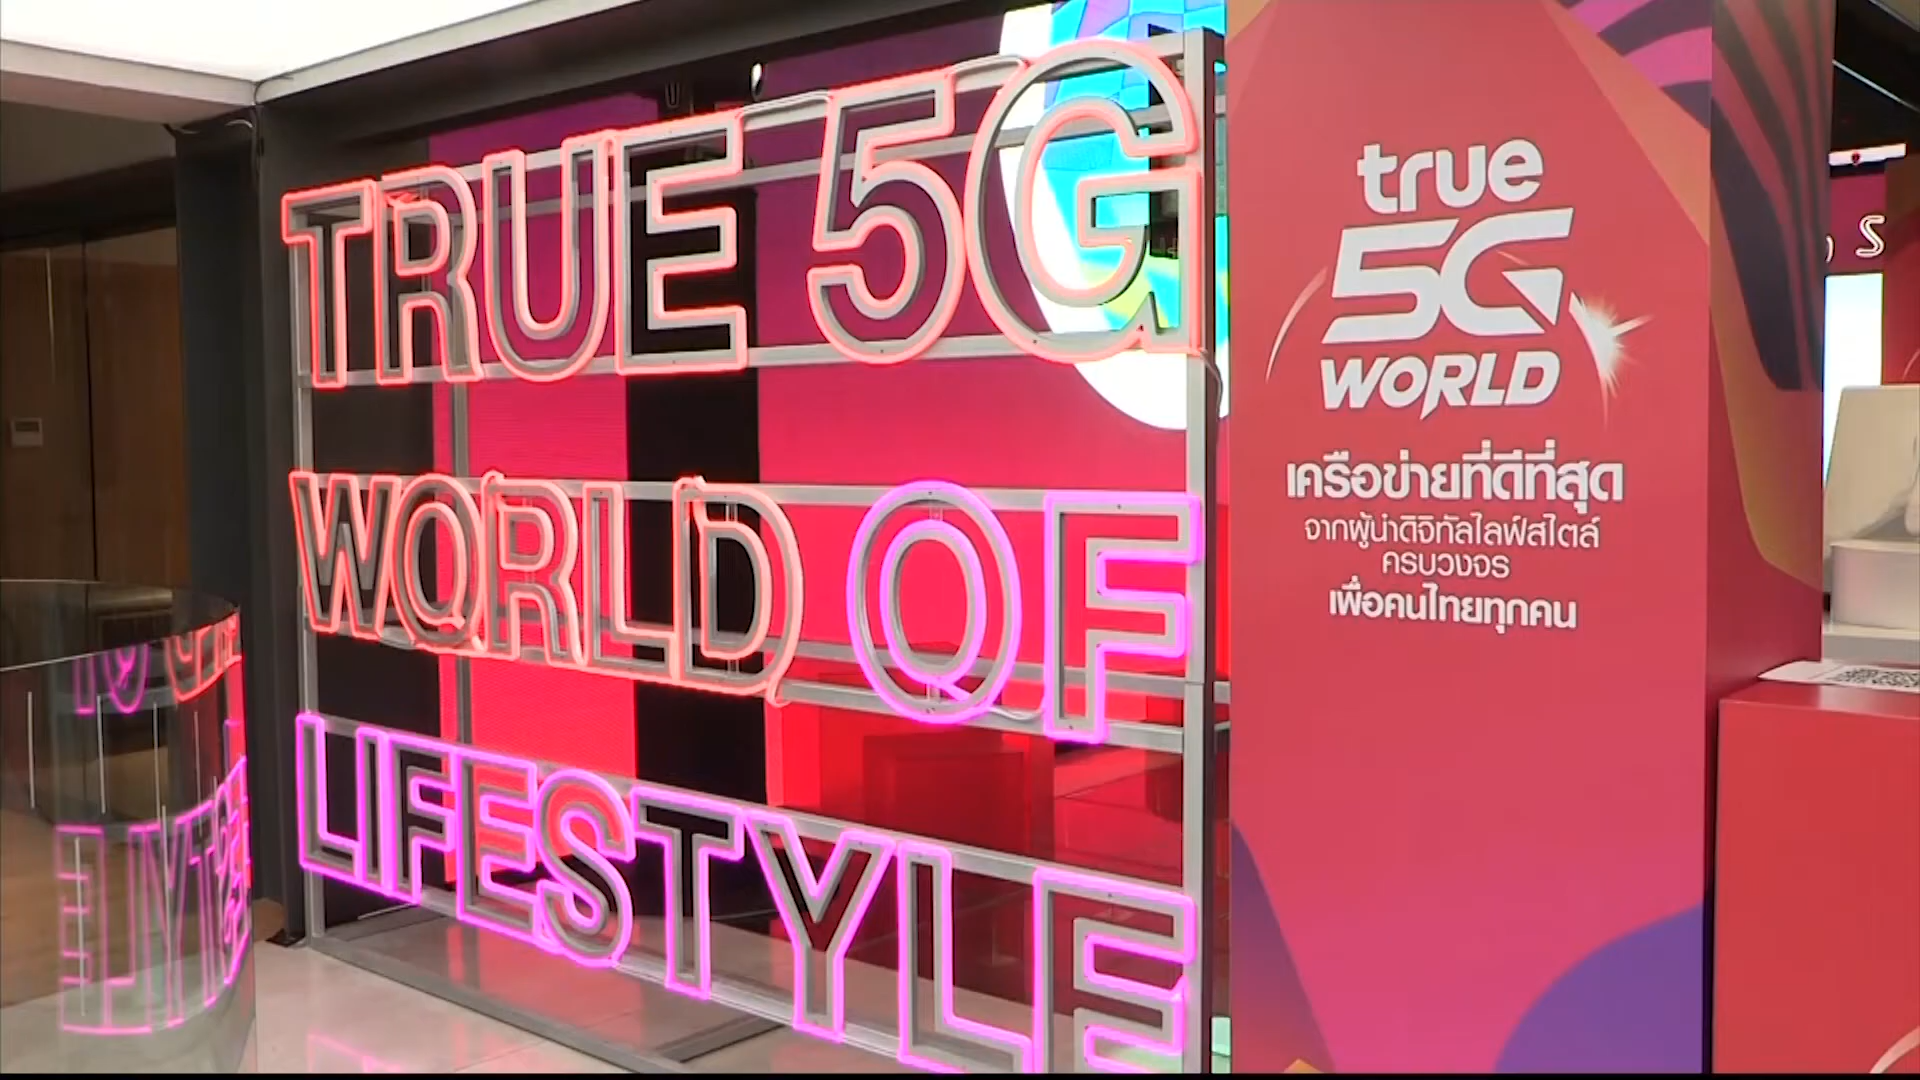 TRUE 5G
WORLD OF
LIFESTYLE
true
5G
WORLD
เครือข่ายที่ดีที่สุด
จากผู้นำดิจิทัลไลฟ์สไตล์
ครบวงจร
เพื่อคนไทยทุกคน